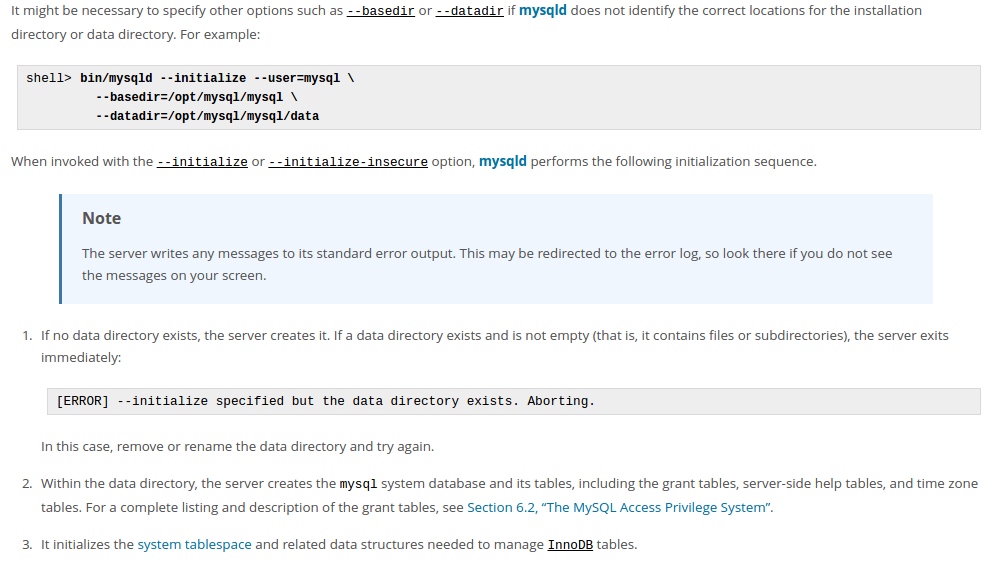 It might be necessary to specify other options such as --basedir or --datadir if mysqld does not identify the correct locations for the installation
directory or data directory. For example:
shell> bin/mysqld --initialize --user=mysql \
--basedir=/opt/mysql/mysql \
--datadir=/opt/mysql/mysql/data
When invoked with the --initialize or --initialize-insecure option, mysqld performs the following initialization sequence.
Note
The server writes any messages to its standard error output. This may be redirected to the error log, so look there if you do not see
the messages on your screen.
1. If no data directory exists, the server creates it. If a data directory exists and is not empty (that is, it contains files or subdirectories), the server exits
immediately:
[ERROR] --initialize specified but the data directory exists. Aborting.
In this case, remove or rename the data directory and try again.
2. Within the data directory, the server creates the mysql system database and its tables, including the grant tables, server-side help tables, and time zone
tables. For a complete listing and description of the grant tables, see Section 6.2, “The MySQL Access Privilege System”.
3. It initializes the system tablespace and related data structures needed to manage InnoDB tables.